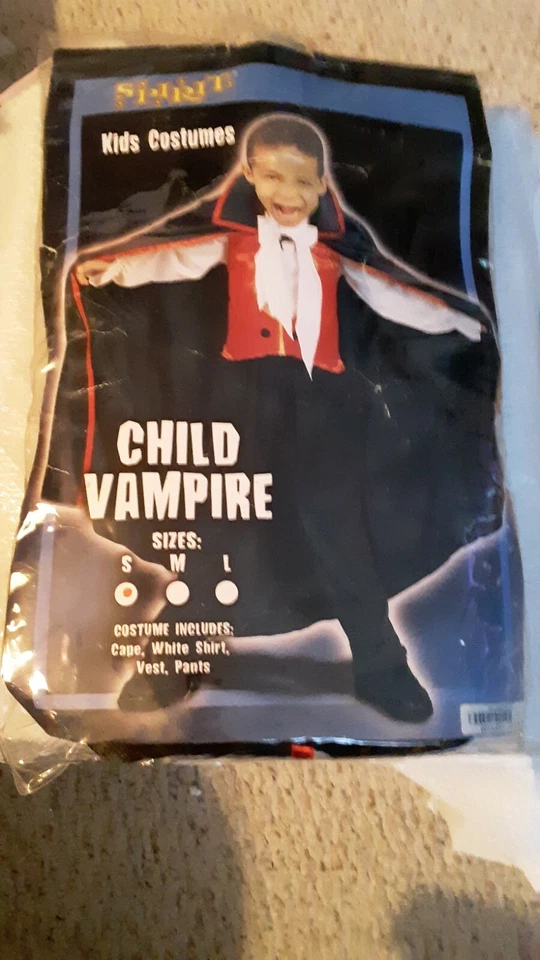 SPIRIT
Kids Costumes
CHILD
VAMPIRE
SIZES:
S M L
COSTUME INCLUDES:
Cape, White Shirt,
Vest, Pants